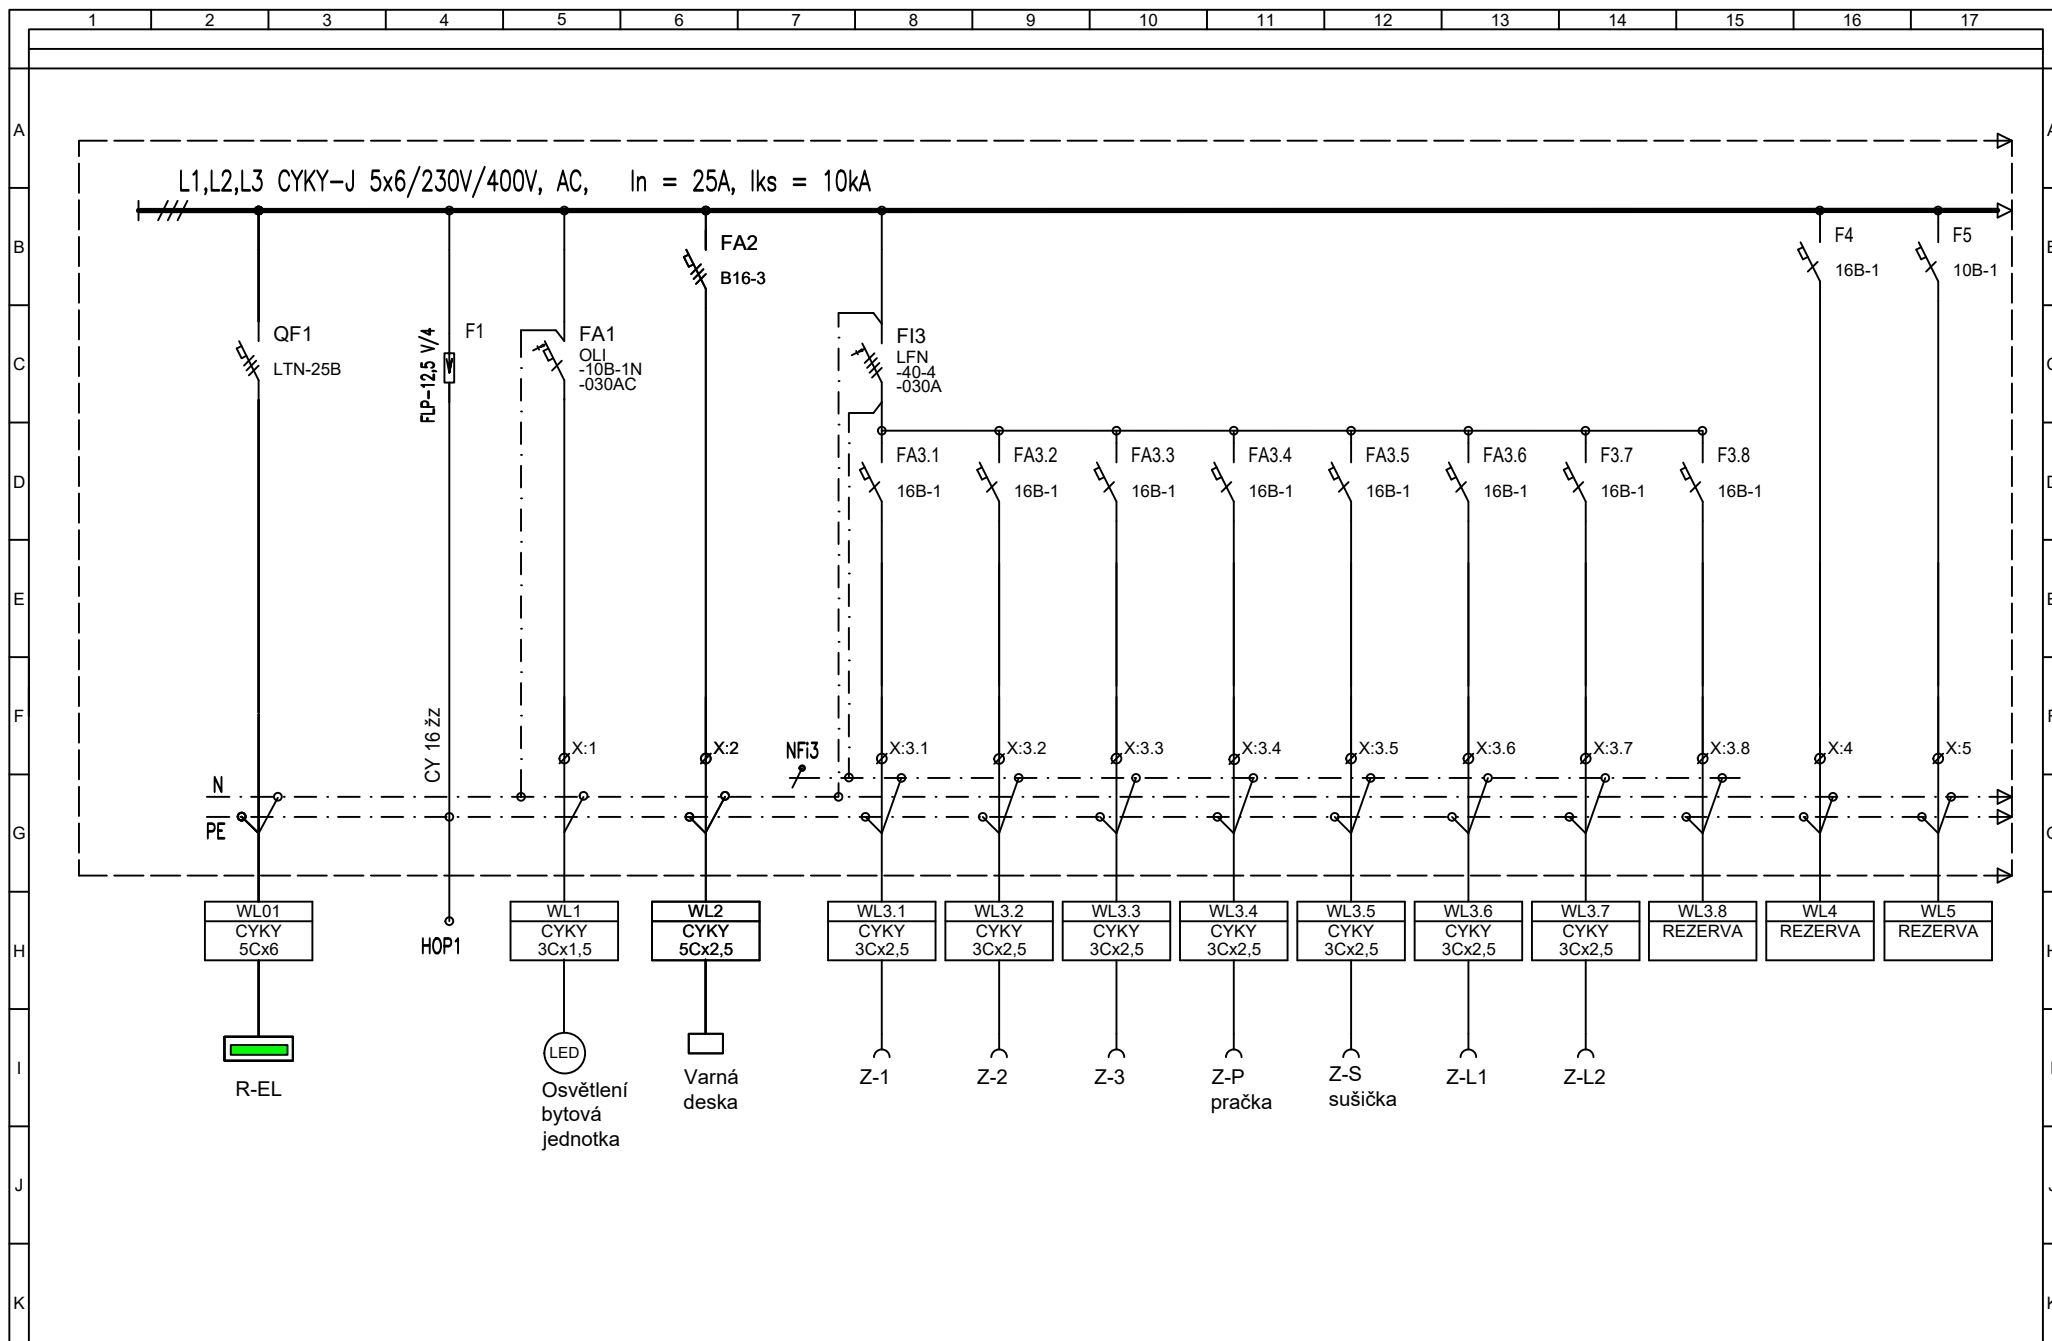 1 2 3 4 5 6 7 8 9 10 11 12 13 14 15 16 17
A
B
C
D
E
F
G
H
I
J
K
L1,L2,L3 CYKY-J 5x6/230V/400V, AC, In = 25A, Iks = 10kA
QF1
LTN-25B
FLP-12,5 V/4
F1
FA1
OLI
-10B-1N
-030AC
FA2
B16-3
FI3
LFN
-40-4
-030A
F4
16B-1
F5
10B-1
FA3.1
16B-1
FA3.2
16B-1
FA3.3
16B-1
FA3.4
16B-1
FA3.5
16B-1
FA3.6
16B-1
F3.7
16B-1
F3.8
16B-1
CY 16 žz
X:1
X:2
NFi3
X:3.1
X:3.2
X:3.3
X:3.4
X:3.5
X:3.6
X:3.7
X:3.8
X:4
X:5
N
PE
WL01
CYKY
5Cx6
HOP1
WL1
CYKY
3Cx1,5
WL2
CYKY
5Cx2,5
WL3.1
CYKY
3Cx2,5
WL3.2
CYKY
3Cx2,5
WL3.3
CYKY
3Cx2,5
WL3.4
CYKY
3Cx2,5
WL3.5
CYKY
3Cx2,5
WL3.6
CYKY
3Cx2,5
WL3.7
CYKY
3Cx2,5
WL3.8
REZERVA
WL4
REZERVA
WL5
REZERVA
R-EL
LED
Osvětlení
bytová
jednotka
Varná
deska
Z-1
Z-2
Z-3
Z-P
pračka
Z-S
sušička
Z-L1
Z-L2